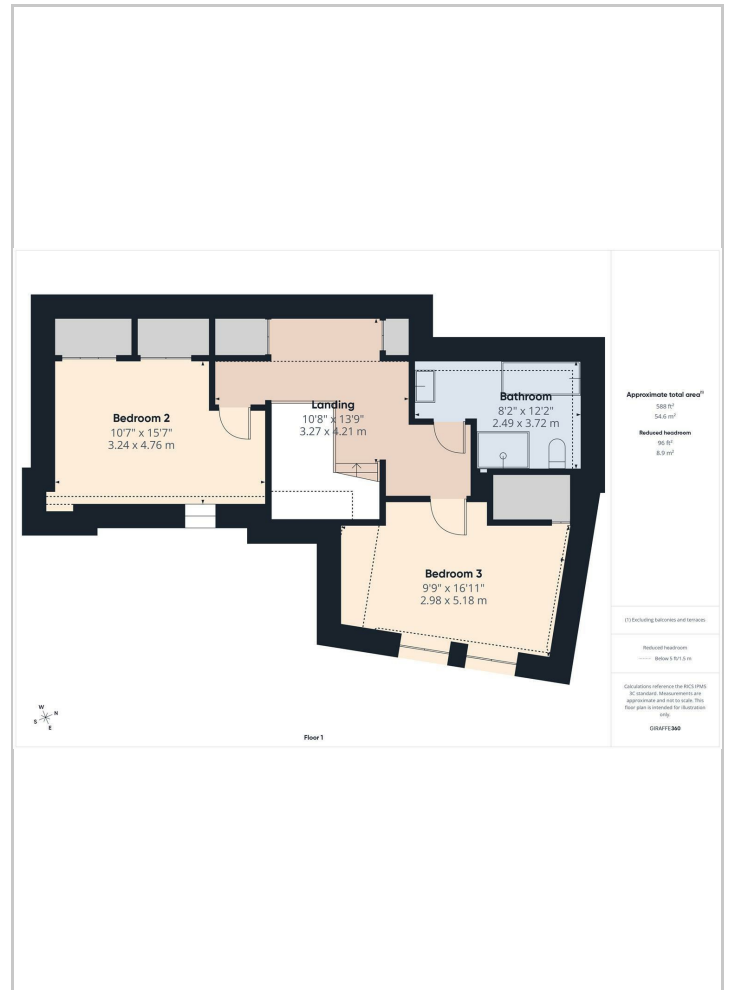 Bedroom 2
10'7" x 15'7"
3.24 x 4.76 m
Landing
10'8" x 13'9"
3.27 x 4.21 m
Bathroom
8'2" x 12'2"
2.49 x 3.72 m
Bedroom 3
9'9" x 16'11"
2.98 x 5.18 m
Approximate total area(1)
588 ft²
54.6 m²
Reduced headroom
96 ft²
8.9 m²
(1) Excluding balconies and terraces
Reduced headroom
Below 5 ft/1.5 m
Calculations reference the RICS IPMS
3C standard. Measurements are
approximate and not to scale. This
floor plan is intended for illustration
only.
GIRAFFE360
W
N
S
E
Floor 1